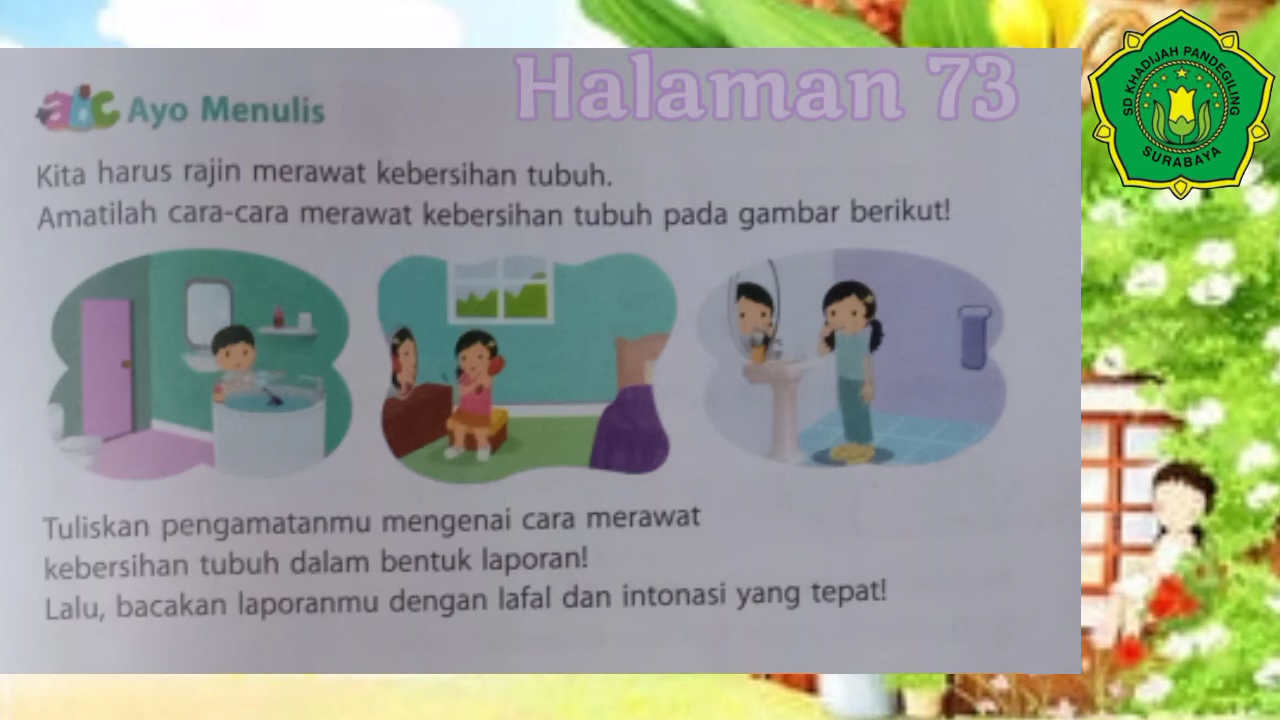 Halaman 73
abc Ayo Menulis
Kita harus rajin merawat kebersihan tubuh.
Amatilah cara-cara merawat kebersihan tubuh pada gambar berikut!
Tuliskan pengamatanmu mengenai cara merawat
kebersihan tubuh dalam bentuk laporan!
Lalu, bacakan laporanmu dengan lafal dan intonasi yang tepat!
SD KHADIJAH PANDEGILING
SURABAYA